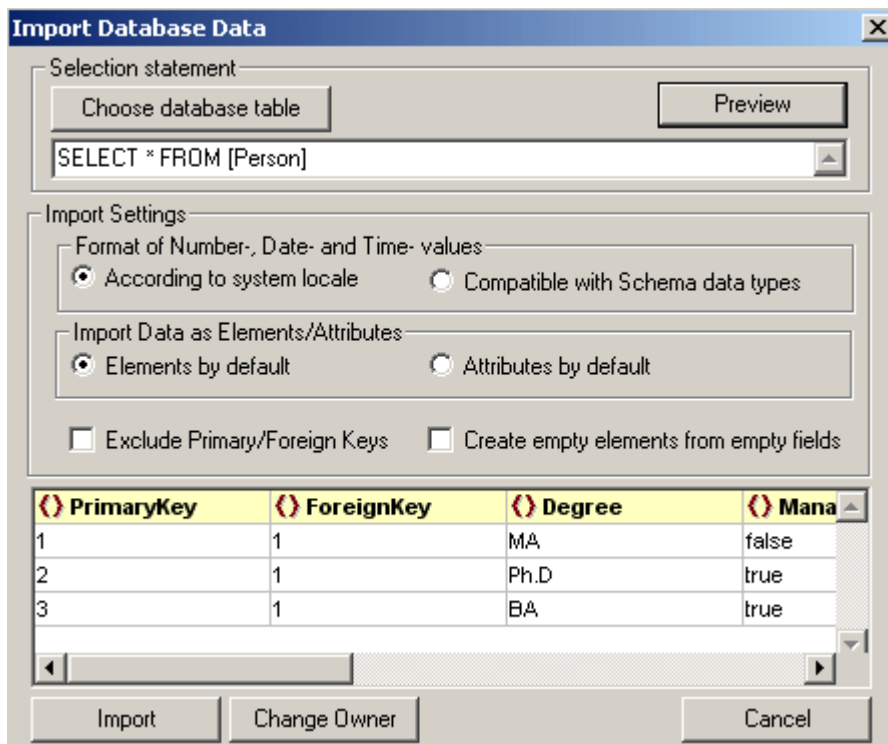 Import Database Data
Selection statement
Choose database table
Preview
SELECT * FROM [Person]
Import Settings
Format of Number-, Date- and Time- values
According to system locale
Compatible with Schema data types
Import Data as Elements/Attributes
Elements by default
Attributes by default
Exclude Primary/Foreign Keys
Create empty elements from empty fields
PrimaryKey ForeignKey Degree Mana
1 1 MA false
2 1 Ph.D true
3 1 BA true
Import
Change Owner
Cancel